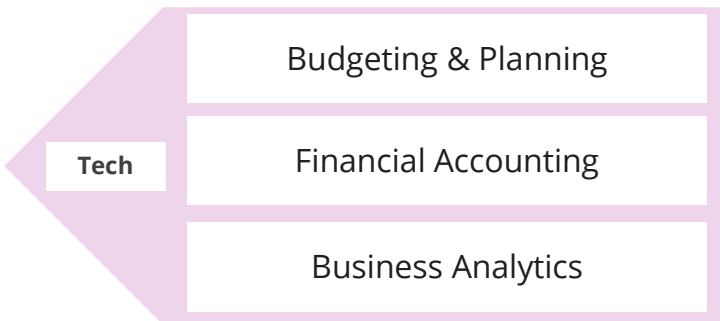 Budgeting & Planning
Tech
Financial Accounting
Business Analytics